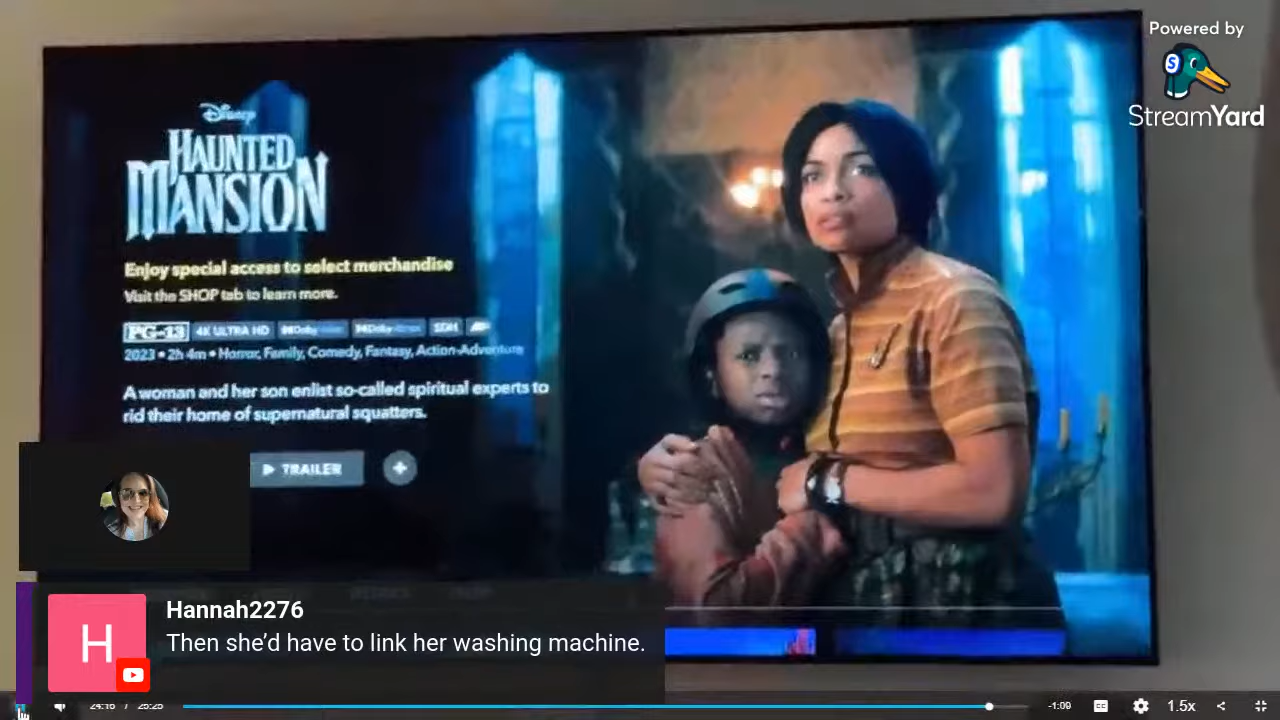 Powered by
StreamYard
Disney
HAUNTED
MANSION
Enjoy special access to select merchandise
Visit the SHOP tab to learn more.
PG-13 4K ULTRA HD Dolby Dolby SDH
2023 • 2h 4m • Horror, Family, Comedy, Fantasy, Action-Adventure
A woman and her son enlist so-called spiritual experts to
rid their home of supernatural squatters.
TRAILER
H
Hannah2276
Then she’d have to link her washing machine.
-1:09 CC 1.5x